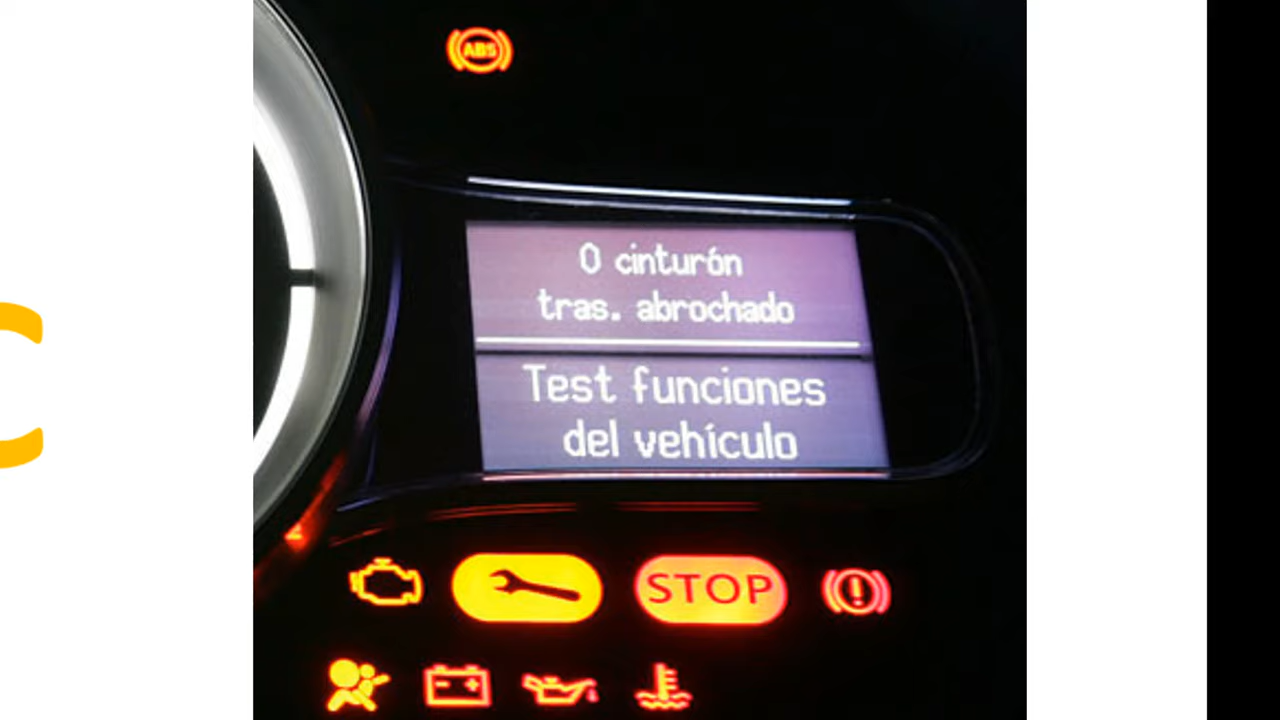 ABS
0 cinturón
tras. abrochado
Test funciones
del vehículo
STOP